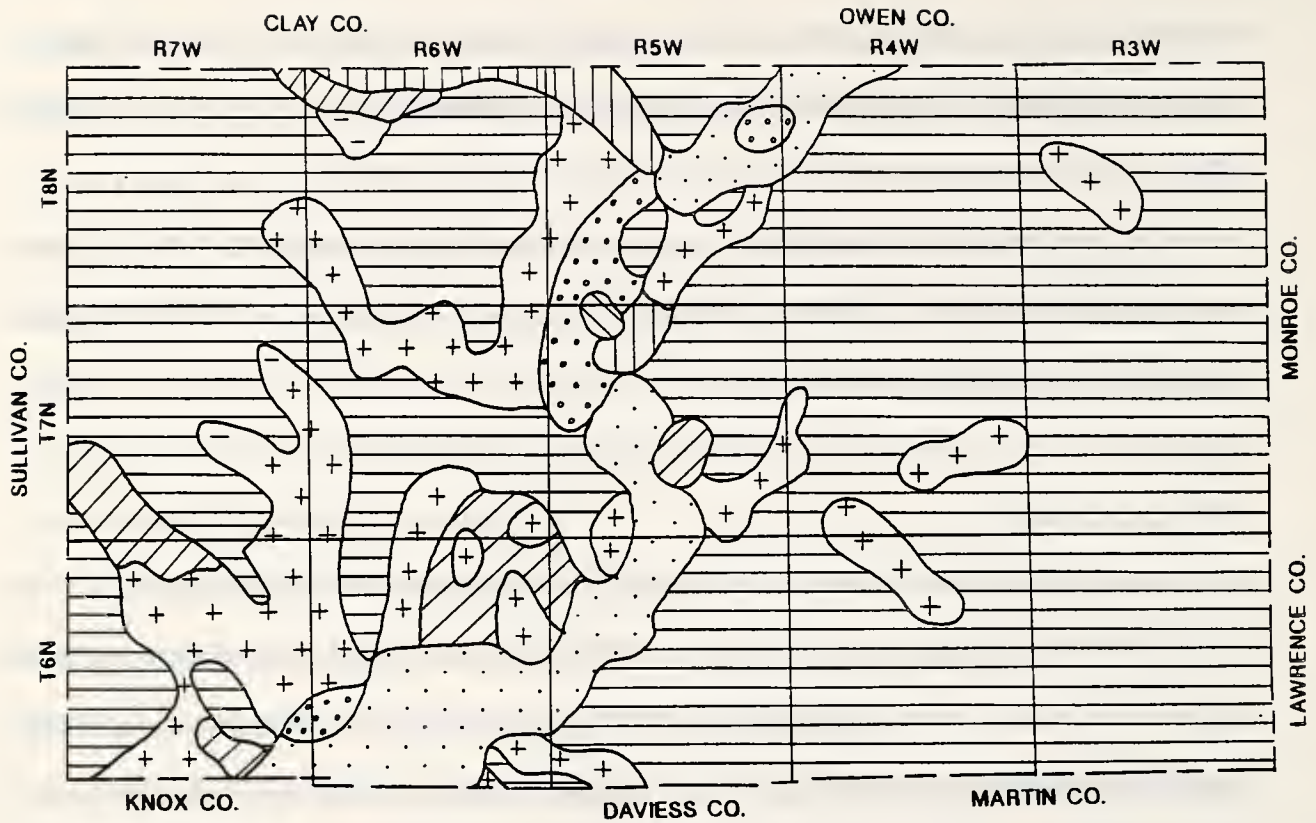 CLAY CO.
OWEN CO.
R7W
R6W
R5W
R4W
R3W
T8N
T7N
T6N
SULLIVAN CO.
MONROE CO.
LAWRENCE CO.
KNOX CO.
DAVIESS CO.
MARTIN CO.